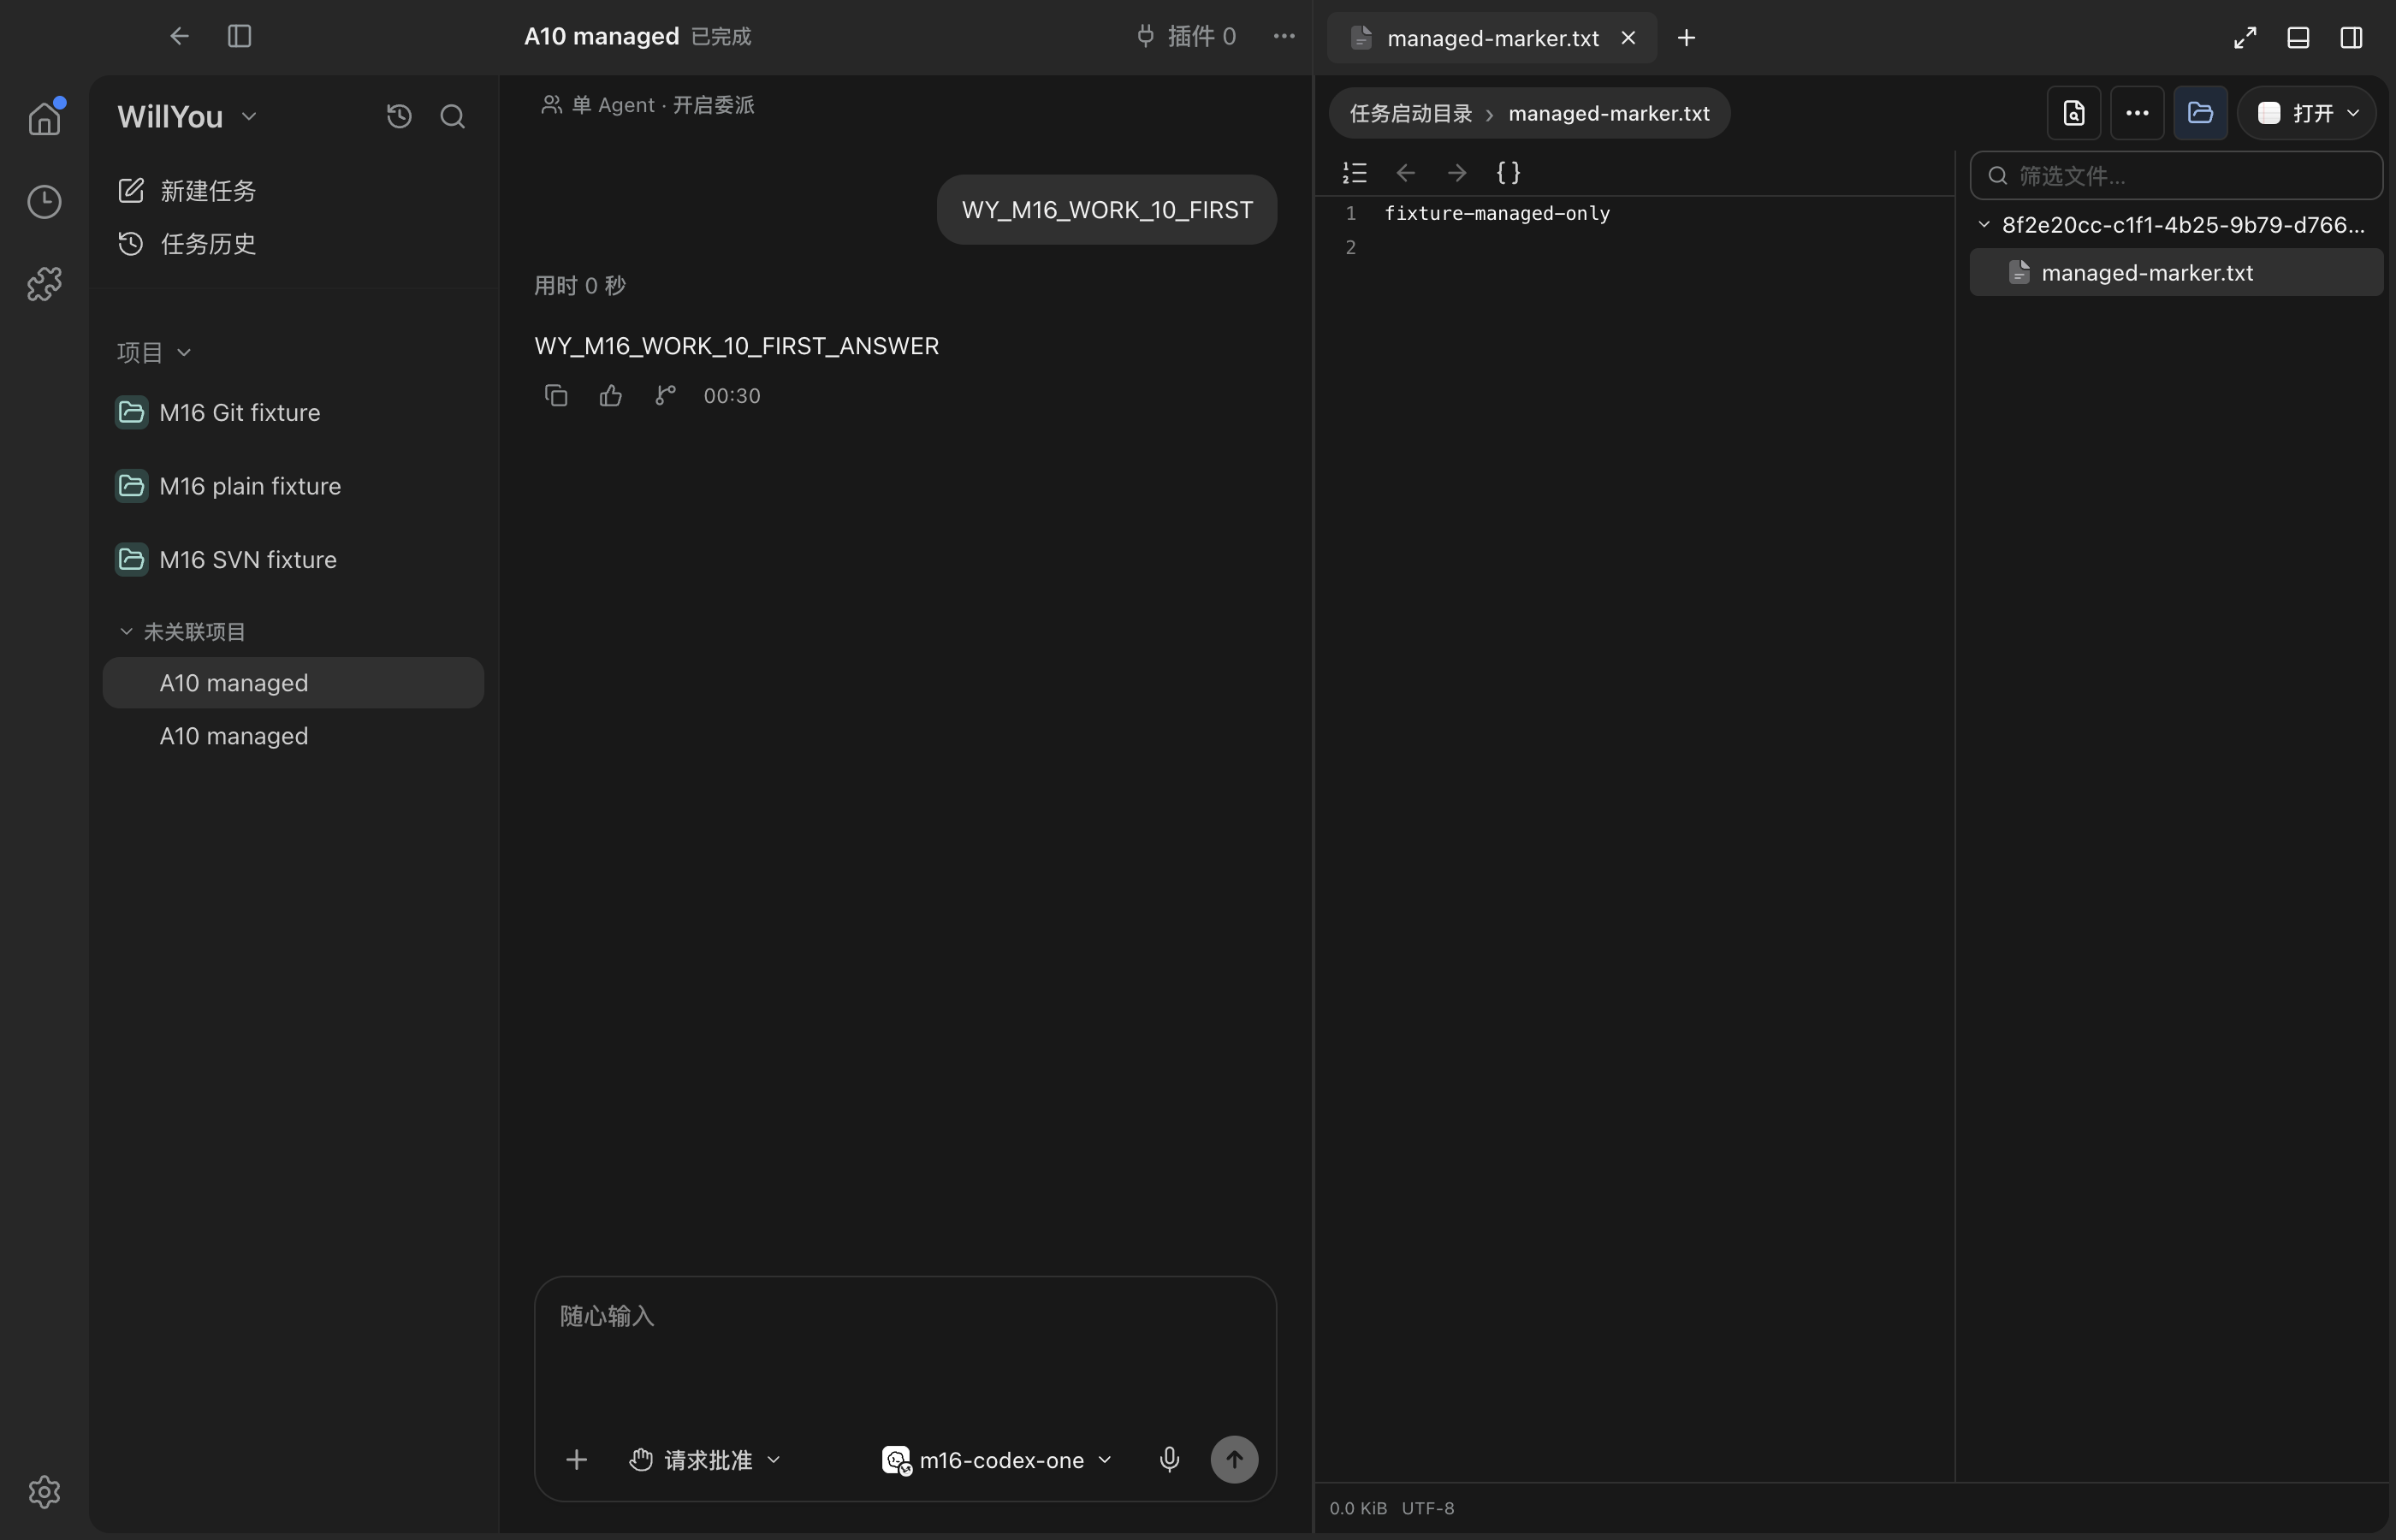 A10 managed 已完成
插件 0
managed-marker.txt
WillYou
新建任务
任务历史
项目
M16 Git fixture
M16 plain fixture
M16 SVN fixture
未关联项目
A10 managed
A10 managed
单 Agent · 开启委派
WY_M16_WORK_10_FIRST
用时 0 秒
WY_M16_WORK_10_FIRST_ANSWER
00:30
随心输入
请求批准
m16-codex-one
任务启动目录 › managed-marker.txt
打开
1 fixture-managed-only
2
筛选文件...
8f2e20cc-c1f1-4b25-9b79-d766...
managed-marker.txt
0.0 KiB UTF-8